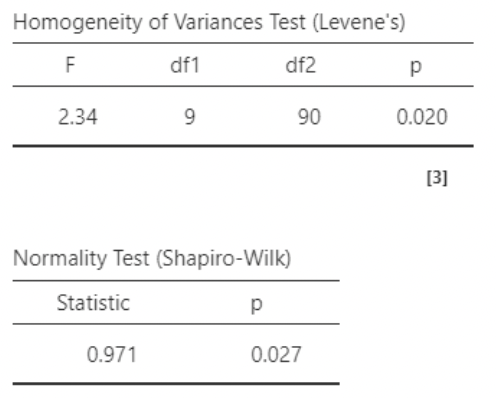 Homogeneity of Variances Test (Levene's)
F df1 df2 p
2.34 9 90 0.020
[3]
Normality Test (Shapiro-Wilk)
Statistic p
0.971 0.027